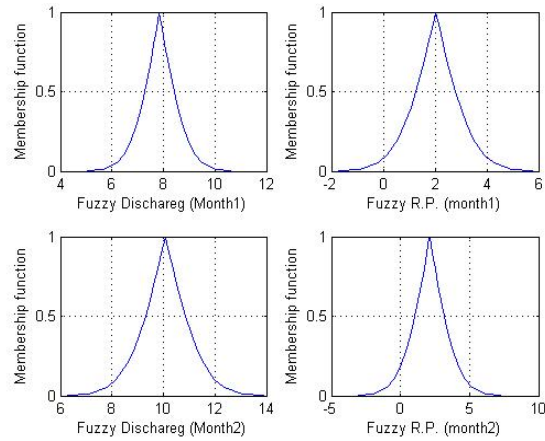 1
0.5
0
4 6 8 10 12
Membership function
Fuzzy Dischareg (Month1)
1
0.5
0
-2 0 2 4 6
Membership function
Fuzzy R.P. (month1)
1
0.5
0
6 8 10 12 14
Membership function
Fuzzy Dischareg (Month2)
1
0.5
0
-5 0 5 10
Membership function
Fuzzy R.P. (month2)